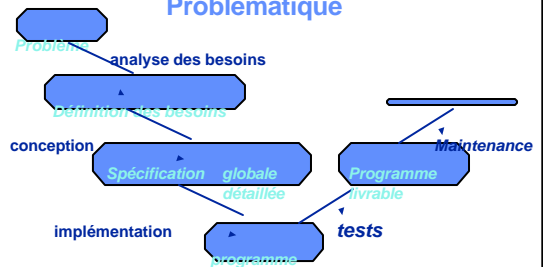 Problématique
Problème
analyse des besoins
Définition des besoins
conception
Maintenance
Spécification globale
détaillée
Programme
livrable
implémentation
tests
programme